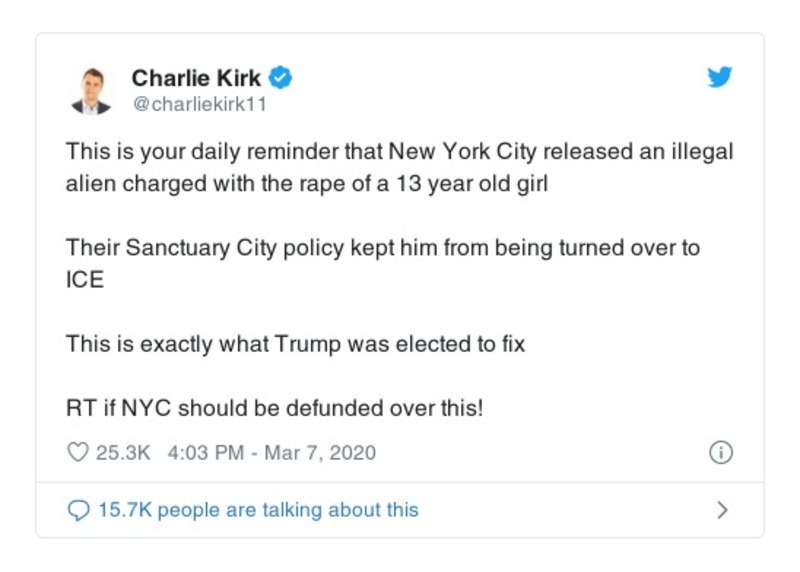 Charlie Kirk
@charliekirk11
This is your daily reminder that New York City released an illegal
alien charged with the rape of a 13 year old girl
Their Sanctuary City policy kept him from being turned over to
ICE
This is exactly what Trump was elected to fix
RT if NYC should be defunded over this!
25.3K 4:03 PM - Mar 7, 2020
15.7K people are talking about this